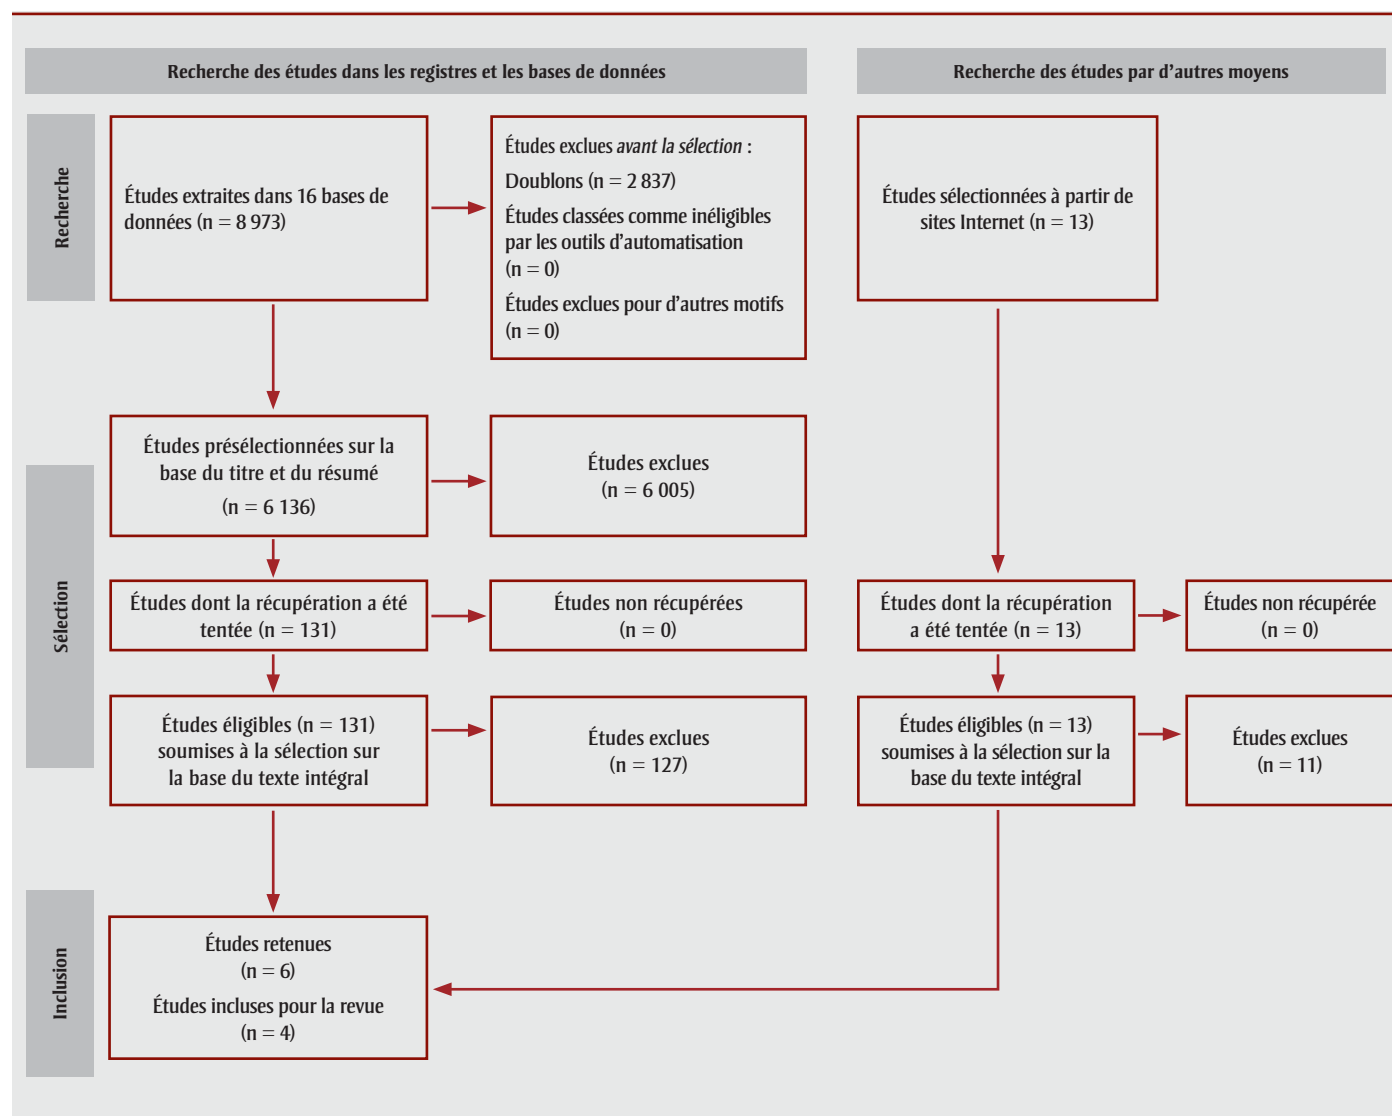 Recherche des études dans les registres et les bases de données
Recherche des études par d'autres moyens
Recherche
Études extraites dans 16 bases de
données (n = 8 973)
Études exclues avant la sélection :
Doublons (n = 2 837)
Études classées comme inéligibles
par les outils d'automatisation
(n = 0)
Études exclues pour d'autres motifs
(n = 0)
Études sélectionnées à partir de
sites Internet (n = 13)
Sélection
Études présélectionnées sur la
base du titre et du résumé
(n = 6 136)
Études exclues
(n = 6 005)
Études dont la récupération a été
tentée (n = 131)
Études non récupérées
(n = 0)
Études dont la récupération
a été tentée (n = 13)
Études non récupérée
(n = 0)
Études éligibles (n = 131)
soumises à la sélection sur
la base du texte intégral
Études exclues
(n = 127)
Études éligibles (n = 13)
soumises à la sélection sur la
base du texte intégral
Études exclues
(n = 11)
Inclusion
Études retenues
(n = 6)
Études incluses pour la revue
(n = 4)